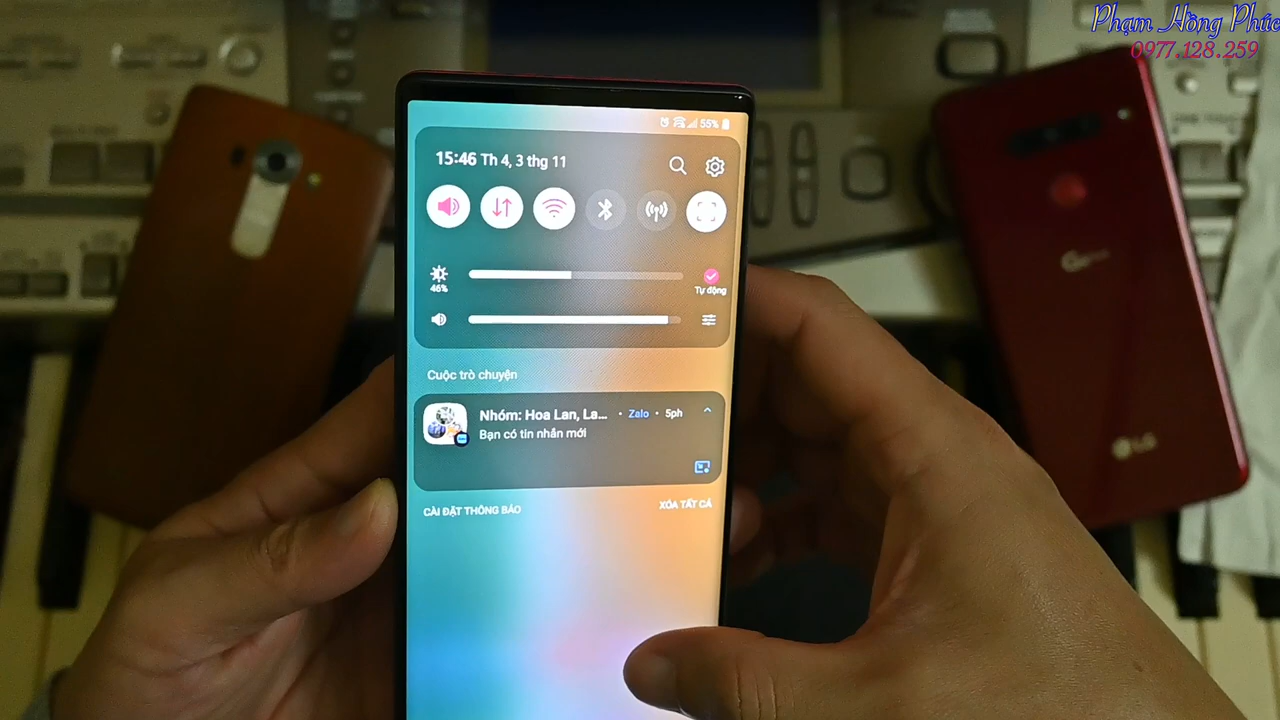 Phạm Hồng Phúc
0977.128.259
55%
15:46 Th 4, 3 thg 11
46%
Tự động
Cuộc trò chuyện
Nhóm: Hoa Lan, La... • Zalo • 5ph
Bạn có tin nhắn mới
CÀI ĐẶT THÔNG BÁO
XÓA TẤT CẢ
LG